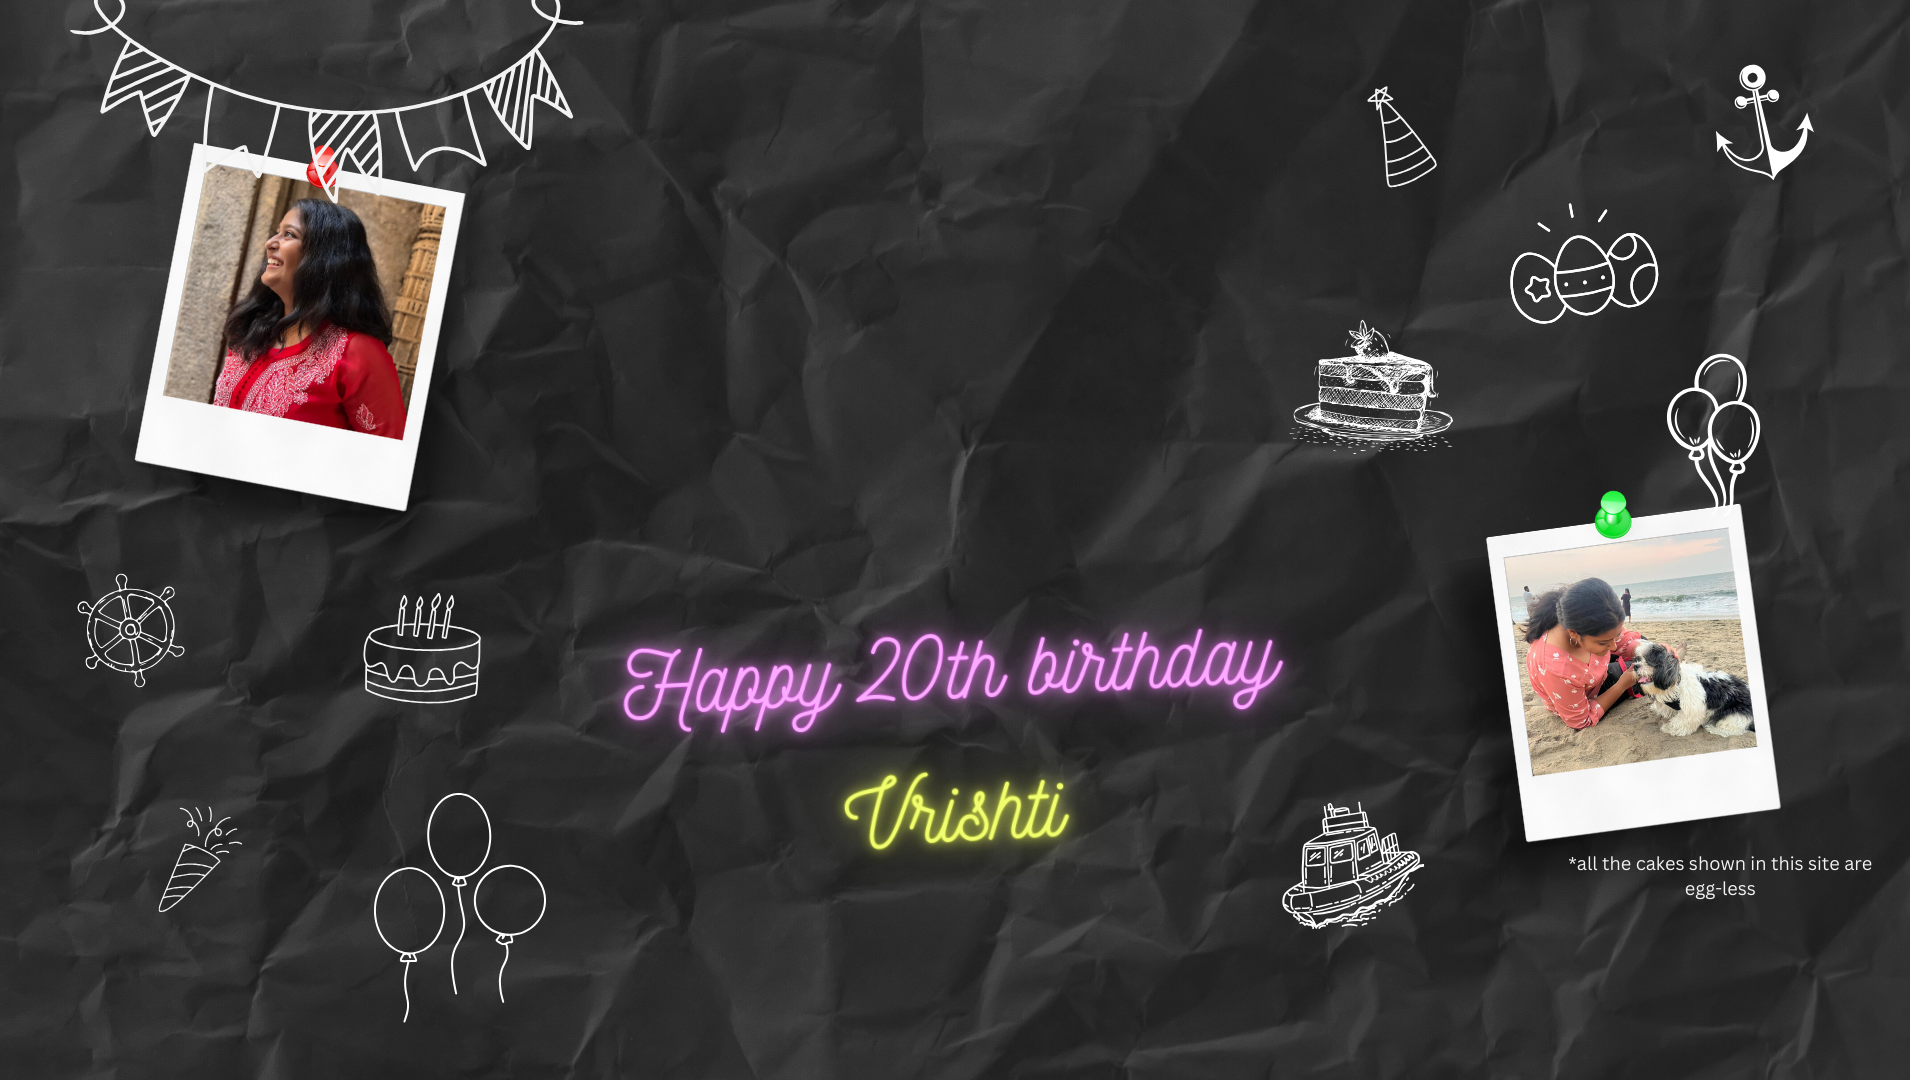 Happy 20th birthday
Vrishti
*all the cakes shown in this site are
egg-less